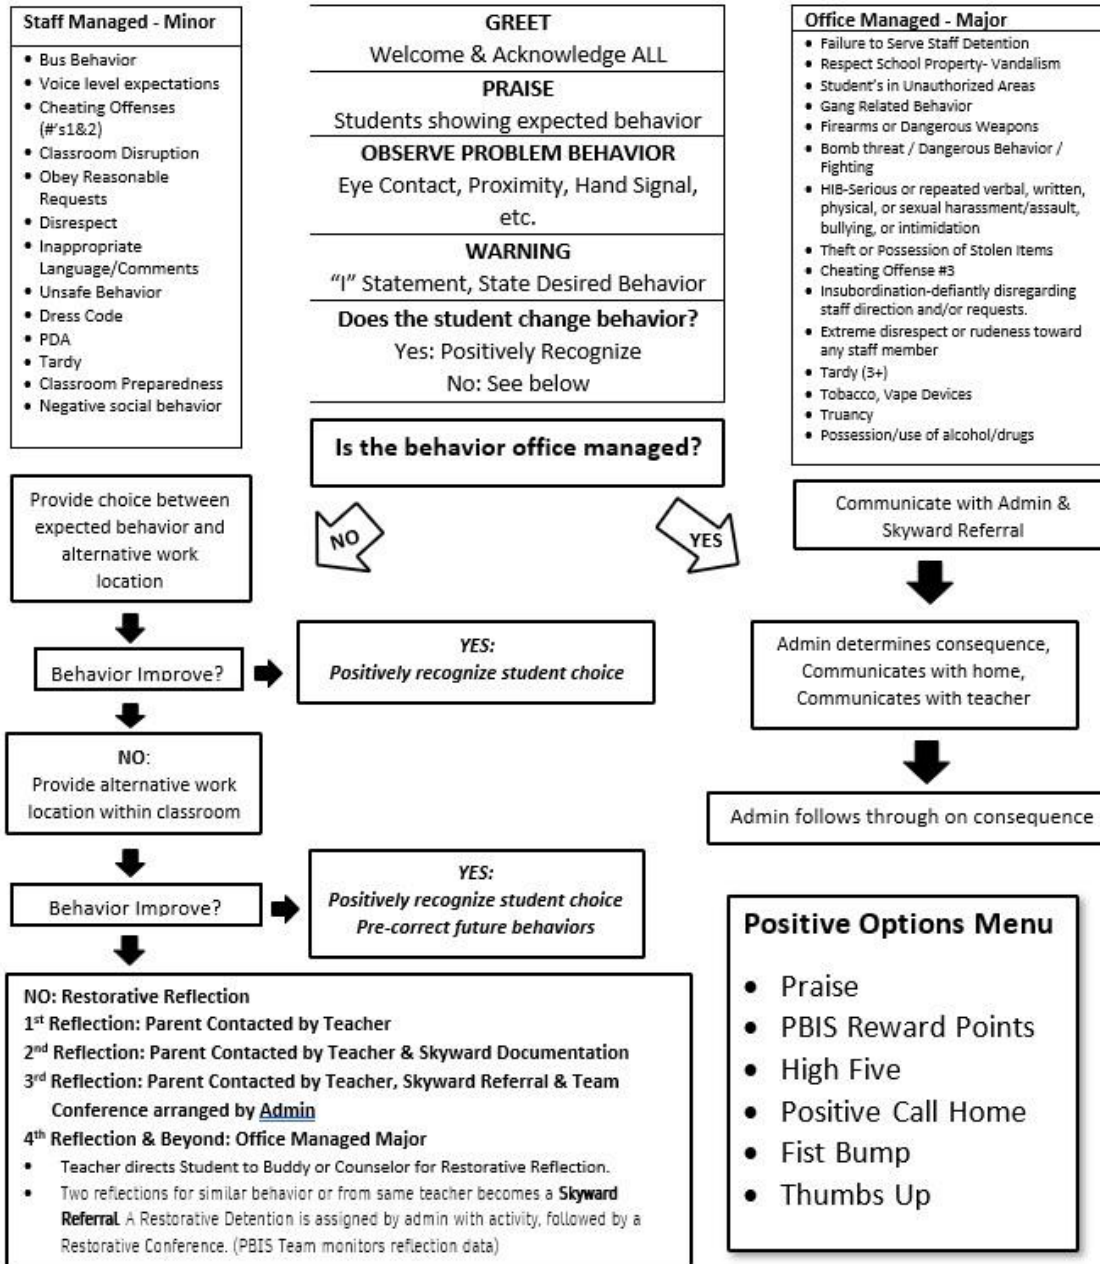 Staff Managed - Minor
• Bus Behavior
• Voice level expectations
• Cheating Offenses
(#'s1&2)
• Classroom Disruption
• Obey Reasonable
Requests
• Disrespect
• Inappropriate
Language/Comments
• Unsafe Behavior
• Dress Code
• PDA
• Tardy
• Classroom Preparedness
• Negative social behavior
GREET
Welcome & Acknowledge ALL
PRAISE
Students showing expected behavior
OBSERVE PROBLEM BEHAVIOR
Eye Contact, Proximity, Hand Signal,
etc.
WARNING
“I” Statement, State Desired Behavior
Does the student change behavior?
Yes: Positively Recognize
No: See below
Office Managed - Major
• Failure to Serve Staff Detention
• Respect School Property- Vandalism
• Student's in Unauthorized Areas
• Gang Related Behavior
• Firearms or Dangerous Weapons
• Bomb threat / Dangerous Behavior /
Fighting
• HIB-Serious or repeated verbal, written,
physical, or sexual harassment/assault,
bullying, or intimidation
• Theft or Possession of Stolen Items
• Cheating Offense #3
• Insubordination-defiantly disregarding
staff direction and/or requests.
• Extreme disrespect or rudeness toward
any staff member
• Tardy (3+)
• Tobacco, Vape Devices
• Truancy
• Possession/use of alcohol/drugs
Is the behavior office managed?
NO
YES
Provide choice between
expected behavior and
alternative work
location
Behavior Improve?
YES:
Positively recognize student choice
NO:
Provide alternative work
location within classroom
Behavior Improve?
YES:
Positively recognize student choice
Pre-correct future behaviors
NO: Restorative Reflection
1st Reflection: Parent Contacted by Teacher
2nd Reflection: Parent Contacted by Teacher & Skyward Documentation
3rd Reflection: Parent Contacted by Teacher, Skyward Referral & Team
Conference arranged by Admin
4th Reflection & Beyond: Office Managed Major
• Teacher directs Student to Buddy or Counselor for Restorative Reflection.
• Two reflections for similar behavior or from same teacher becomes a Skyward
Referral. A Restorative Detention is assigned by admin with activity, followed by a
Restorative Conference. (PBIS Team monitors reflection data)
Communicate with Admin &
Skyward Referral
Admin determines consequence,
Communicates with home,
Communicates with teacher
Admin follows through on consequence
Positive Options Menu
• Praise
• PBIS Reward Points
• High Five
• Positive Call Home
• Fist Bump
• Thumbs Up